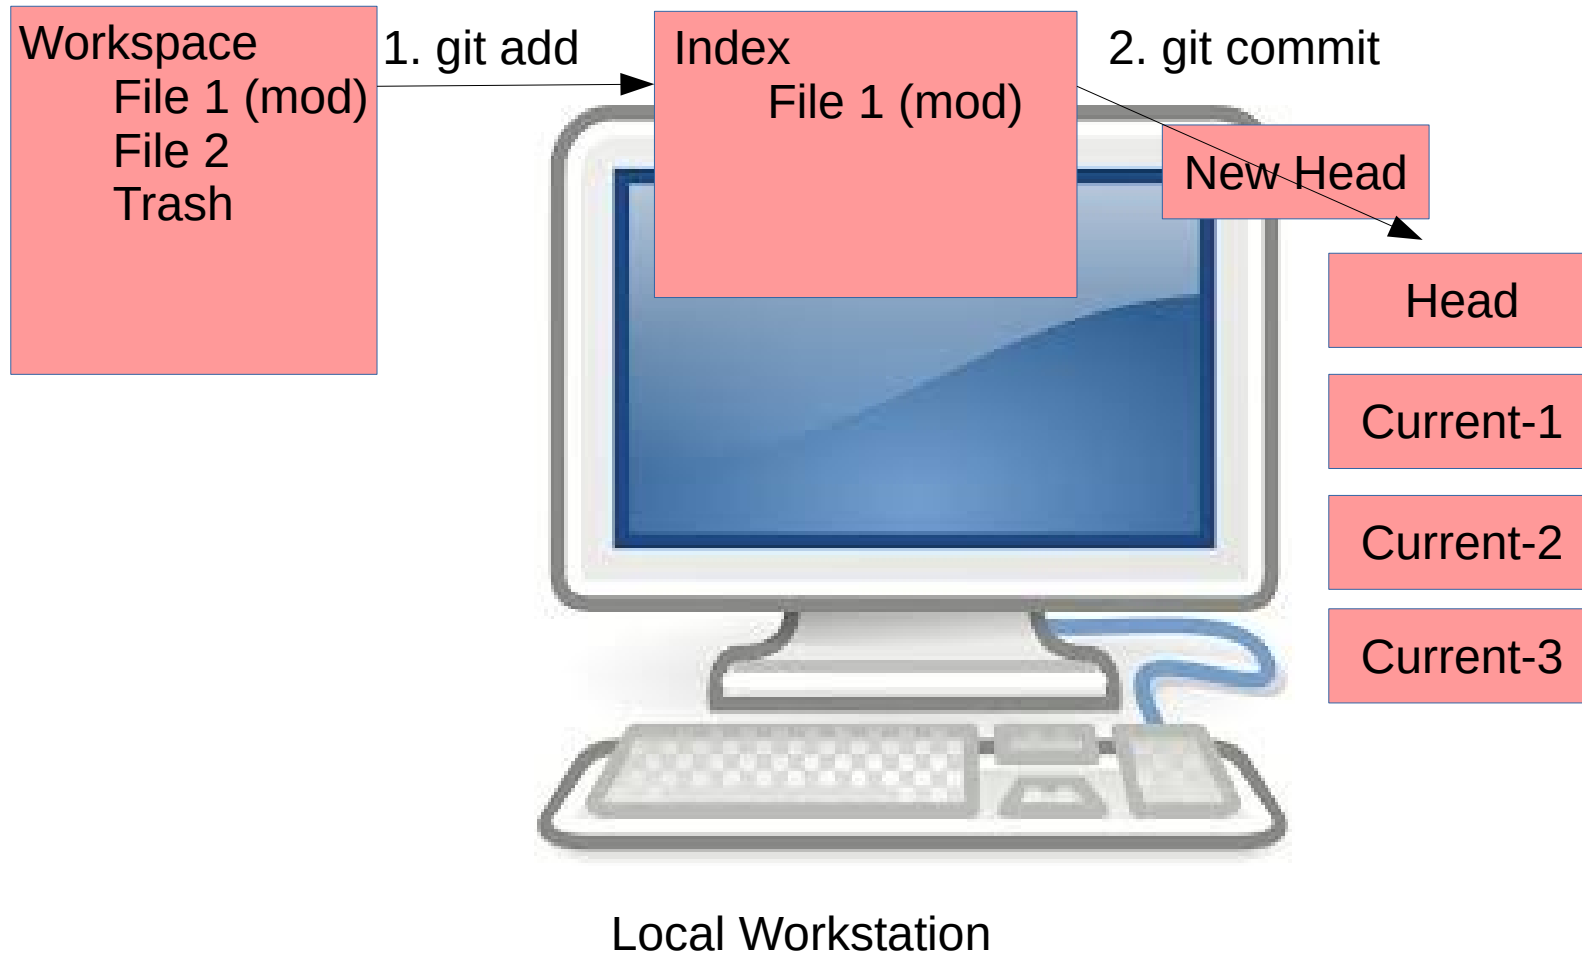 Workspace
File 1 (mod)
File 2
Trash
1. git add
Index
File 1 (mod)
2. git commit
New Head
Head
Current-1
Current-2
Current-3
Local Workstation